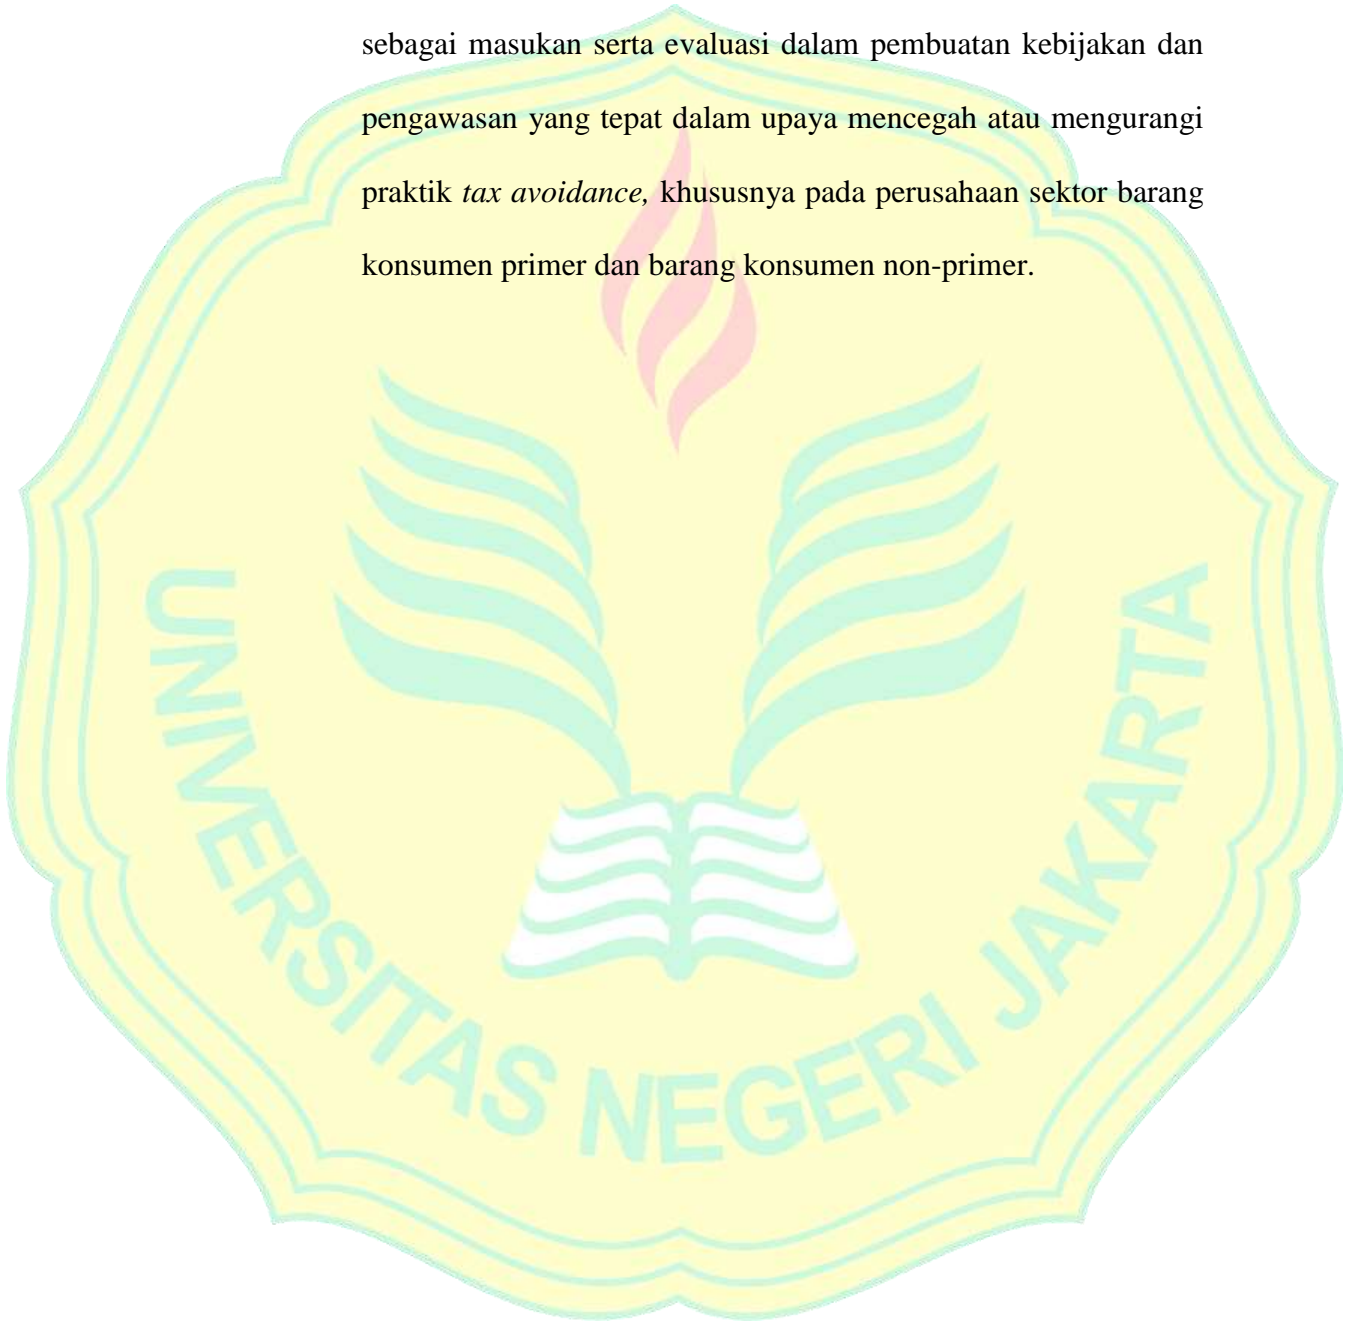 sebagai masukan serta evaluasi dalam pembuatan kebijakan dan
pengawasan yang tepat dalam upaya mencegah atau mengurangi
praktik tax avoidance, khususnya pada perusahaan sektor barang
konsumen primer dan barang konsumen non-primer.
UNIVERSITAS NEGERI JAKARTA